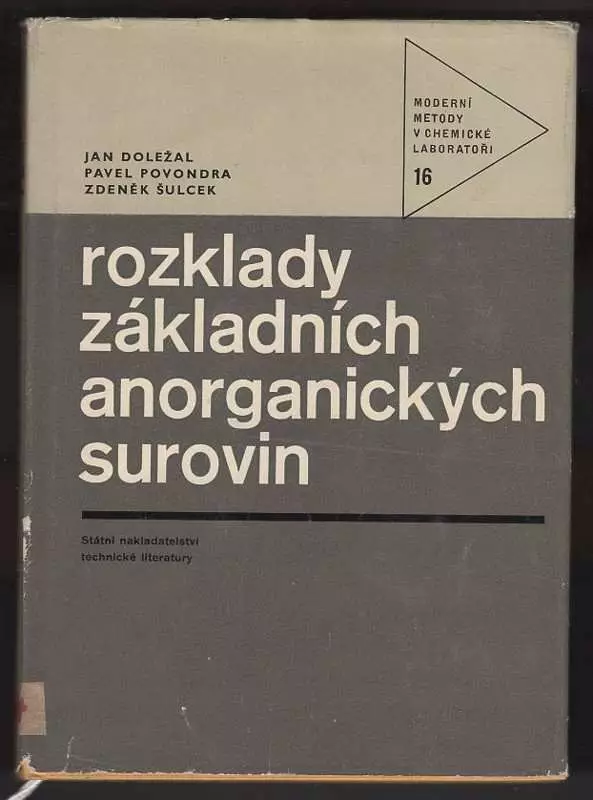 MODERNÍ
METODY
V CHEMICKÉ
LABORATOŘI
16
JAN DOLEŽAL
PAVEL POVONDRA
ZDENĚK ŠULCEK
rozklady
základních
anorganických
surovin
Státní nakladatelství
technické literatury